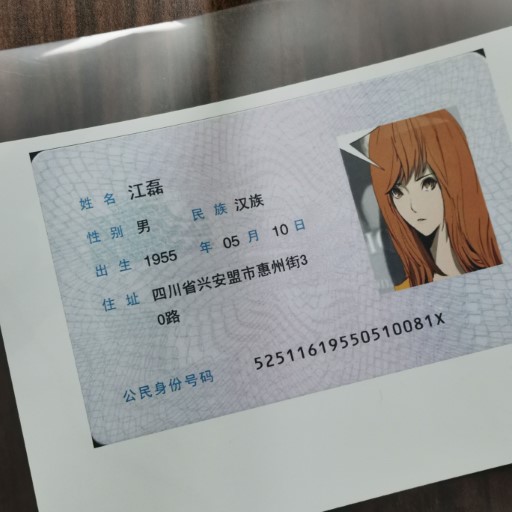 姓名 江磊
性别 男 民族 汉族
出生 1955 年 05 月 10 日
住址 四川省兴安盟市惠州街3
0路
公民身份号码 52511619550510081X